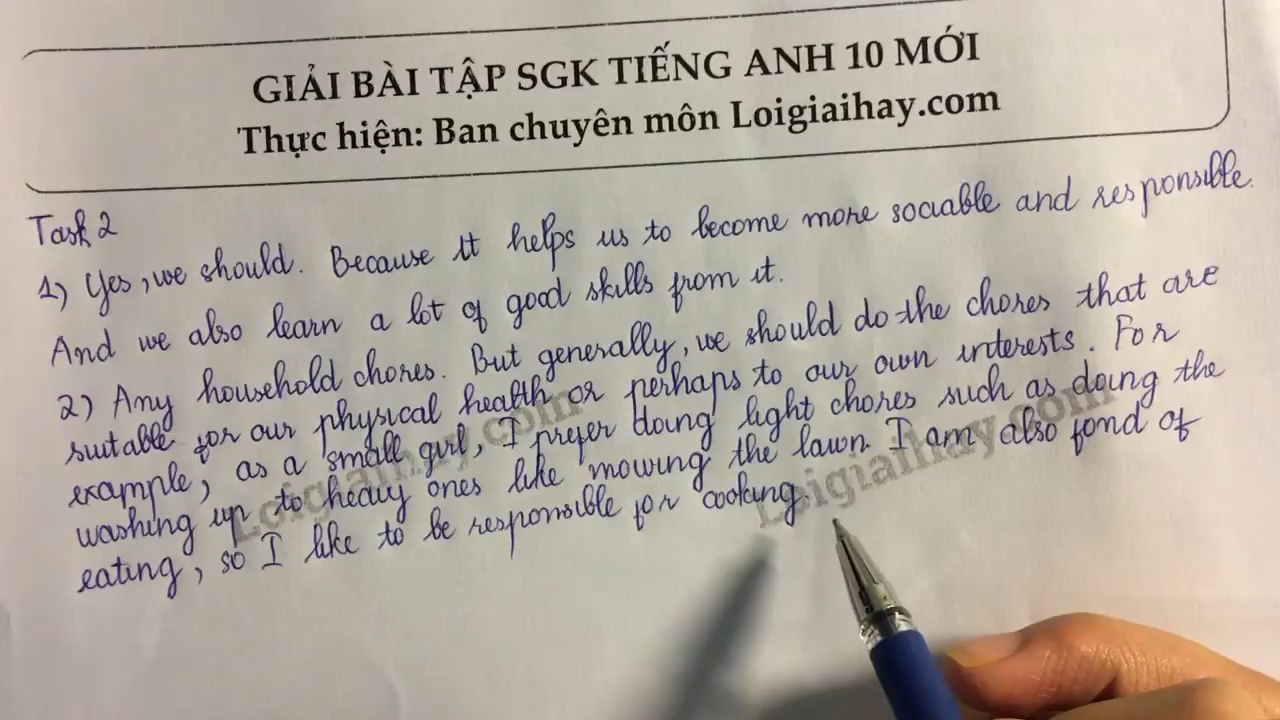 GIẢI BÀI TẬP SGK TIẾNG ANH 10 MỚI
Thực hiện: Ban chuyên môn Loigiaihay.com
Task 2
1) Yes, we should. Because it helps us to become more sociable and responsible.
And we also learn a lot of good skills from it.
2) Any household chores. But generally, we should do the chores that are
suitable for our physical health or perhaps to our own interests. For
example, as a small girl, I prefer doing light chores such as doing the
washing up to heavy ones like mowing the lawn. I am also fond of
eating, so I like to be responsible for cooking.
Loigiaihay.com
Loigiaihay.com